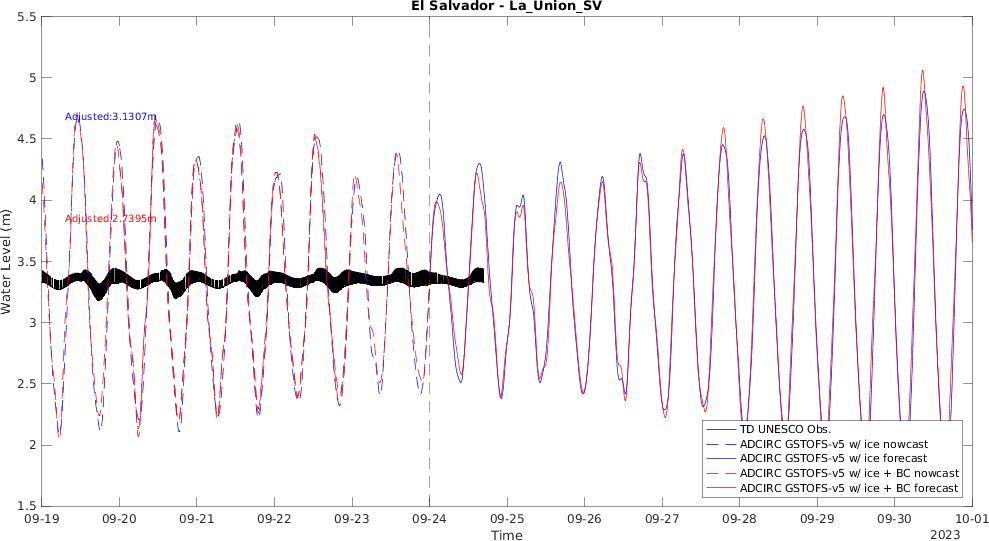 El Salvador - La_Union_SV
5.5
5
4.5
4
3.5
3
2.5
2
1.5
Water Level (m)
Adjusted:3.1307m
Adjusted:2.7395m
TD UNESCO Obs.
ADCIRC GSTOFS-v5 w/ ice nowcast
ADCIRC GSTOFS-v5 w/ ice forecast
ADCIRC GSTOFS-v5 w/ ice + BC nowcast
ADCIRC GSTOFS-v5 w/ ice + BC forecast
09-19 09-20 09-21 09-22 09-23 09-24 09-25 09-26 09-27 09-28 09-29 09-30 10-01
Time
2023